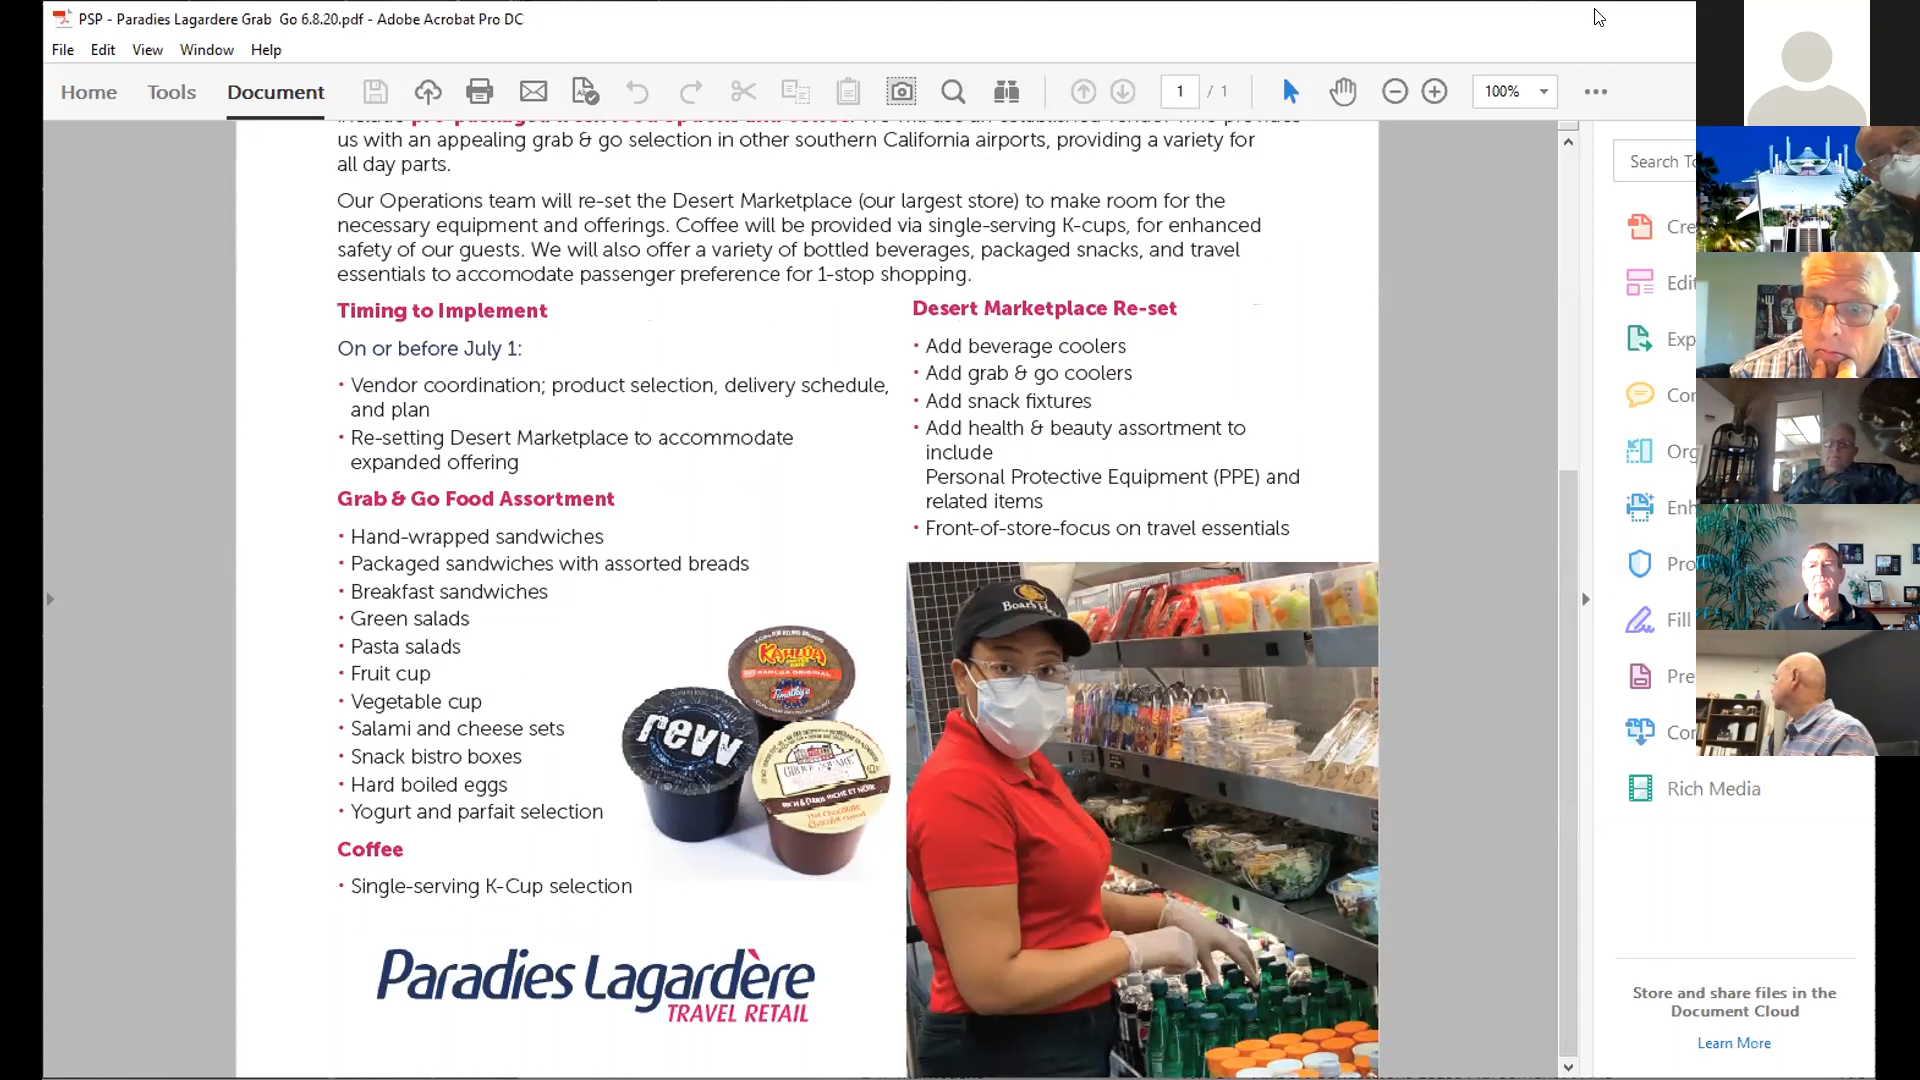 PSP - Paradies Lagardere Grab Go 6.8.20.pdf - Adobe Acrobat Pro DC
File Edit View Window Help
Home Tools Document 1 / 1 100%
us with an appealing grab & go selection in other southern California airports, providing a variety for
all day parts.
Our Operations team will re-set the Desert Marketplace (our largest store) to make room for the
necessary equipment and offerings. Coffee will be provided via single-serving K-cups, for enhanced
safety of our guests. We will also offer a variety of bottled beverages, packaged snacks, and travel
essentials to accomodate passenger preference for 1-stop shopping.
Timing to Implement
On or before July 1:
• Vendor coordination; product selection, delivery schedule,
and plan
• Re-setting Desert Marketplace to accommodate
expanded offering
Grab & Go Food Assortment
• Hand-wrapped sandwiches
• Packaged sandwiches with assorted breads
• Breakfast sandwiches
• Green salads
• Pasta salads
• Fruit cup
• Vegetable cup
• Salami and cheese sets
• Snack bistro boxes
• Hard boiled eggs
• Yogurt and parfait selection
Coffee
• Single-serving K-Cup selection
Desert Marketplace Re-set
• Add beverage coolers
• Add grab & go coolers
• Add snack fixtures
• Add health & beauty assortment to
include
Personal Protective Equipment (PPE) and
related items
• Front-of-store-focus on travel essentials
KAHLÚA
KAHLUA ORIGINAL
Timothy's
revv
GROVE SQUARE
Paradies Lagardère
TRAVEL RETAIL
Boar's
Search To
Cre
Edit
Exp
Con
Org
Enh
Pro
Fill
Pre
Con
Rich Media
Store and share files in the
Document Cloud
Learn More